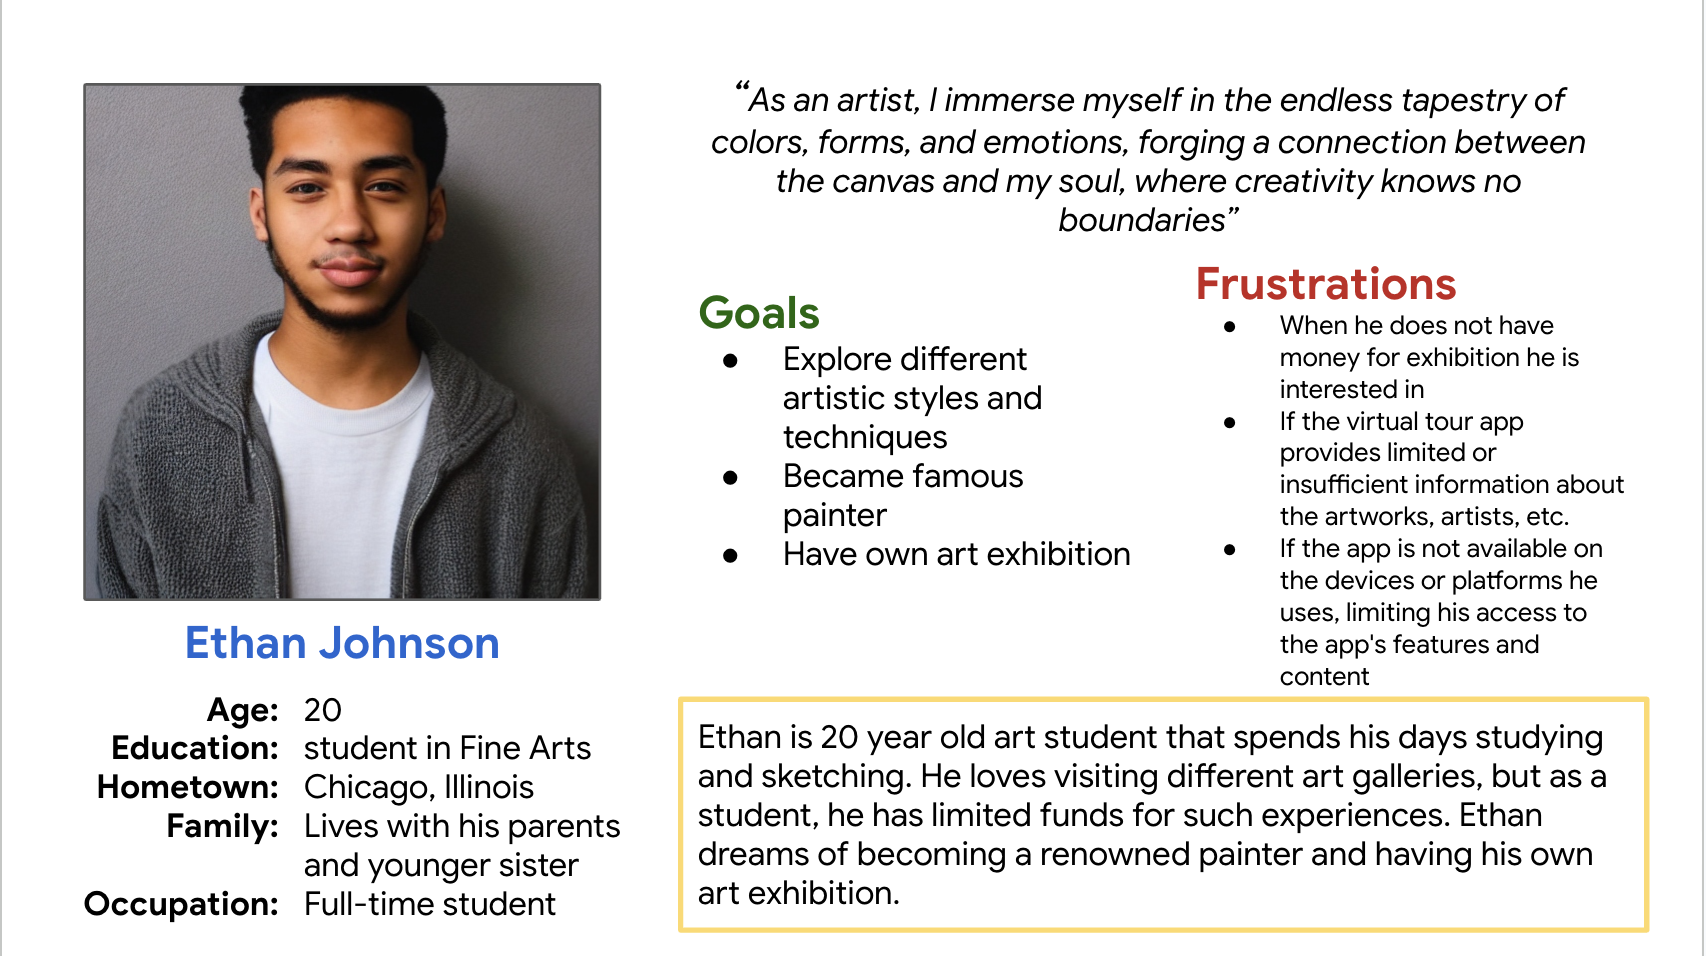 “As an artist, I immerse myself in the endless tapestry of
colors, forms, and emotions, forging a connection between
the canvas and my soul, where creativity knows no
boundaries”
Goals
● Explore different
artistic styles and
techniques
● Became famous
painter
● Have own art exhibition
Frustrations
● When he does not have
money for exhibition he is
interested in
● If the virtual tour app
provides limited or
insufficient information about
the artworks, artists, etc.
● If the app is not available on
the devices or platforms he
uses, limiting his access to
the app's features and
content
Ethan Johnson
Age: 20
Education: student in Fine Arts
Hometown: Chicago, Illinois
Family: Lives with his parents
and younger sister
Occupation: Full-time student
Ethan is 20 year old art student that spends his days studying
and sketching. He loves visiting different art galleries, but as a
student, he has limited funds for such experiences. Ethan
dreams of becoming a renowned painter and having his own
art exhibition.